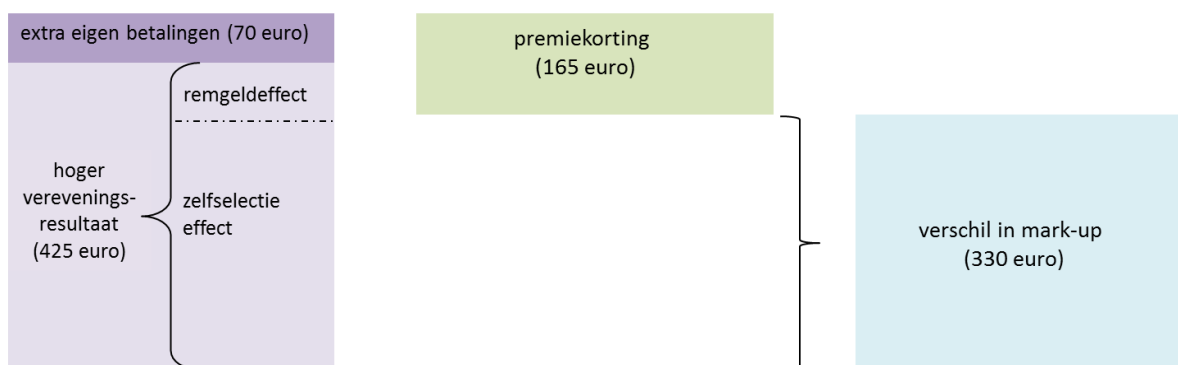 extra eigen betalingen (70 euro)
remgeldeffect
hoger
verevenings-
resultaat
(425 euro)
zelfselectie
effect
premiekorting
(165 euro)
verschil in mark-up
(330 euro)